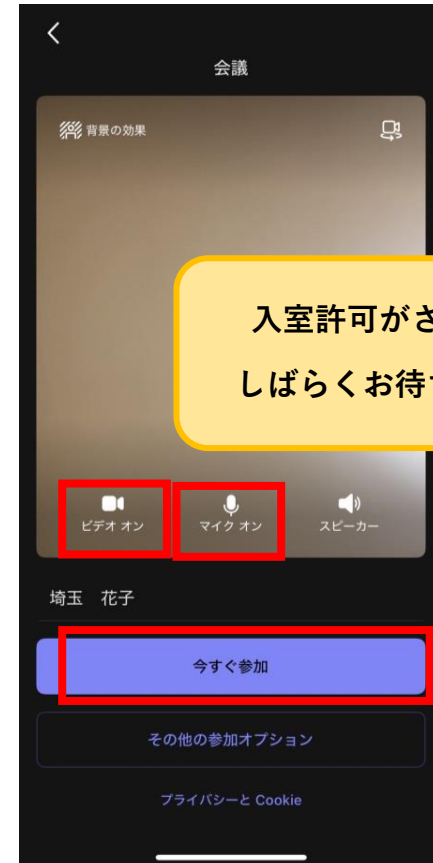 会議
背景の効果
入室許可がさ
しばらくお待
ビデオ オン
マイク オン
スピーカー
埼玉 花子
今すぐ参加
その他の参加オプション
プライバシーと Cookie